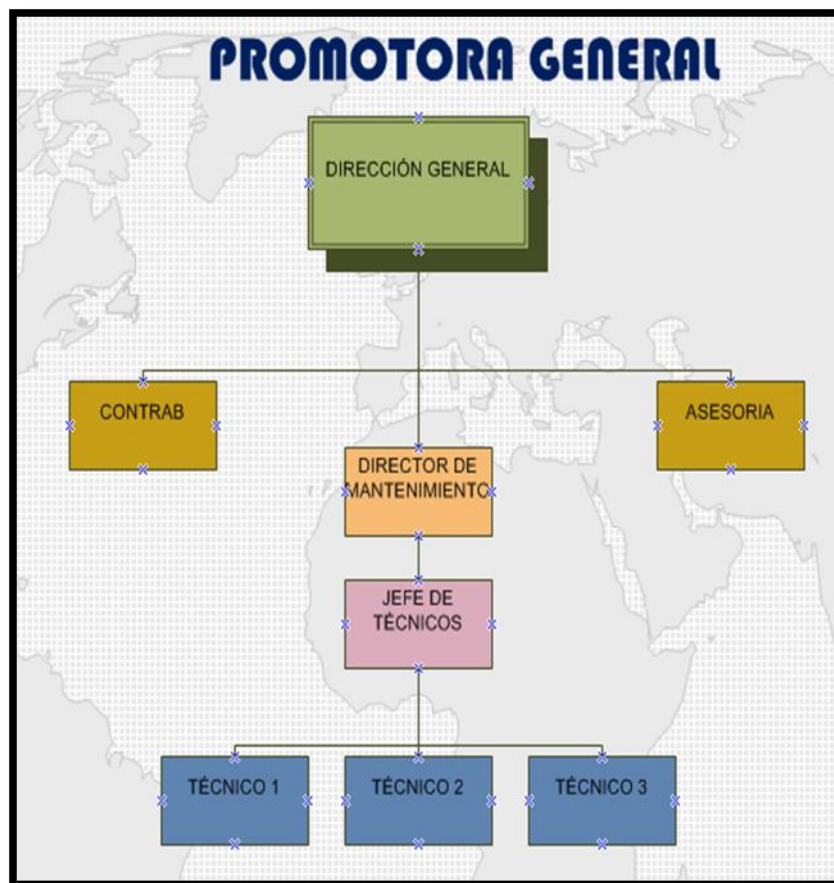 PROMOTORA GENERAL
DIRECCIÓN GENERAL
CONTRAB
ASESORIA
DIRECTOR DE
MANTENIMIENTO
JEFE DE
TÉCNICOS
TÉCNICO 1
TÉCNICO 2
TÉCNICO 3